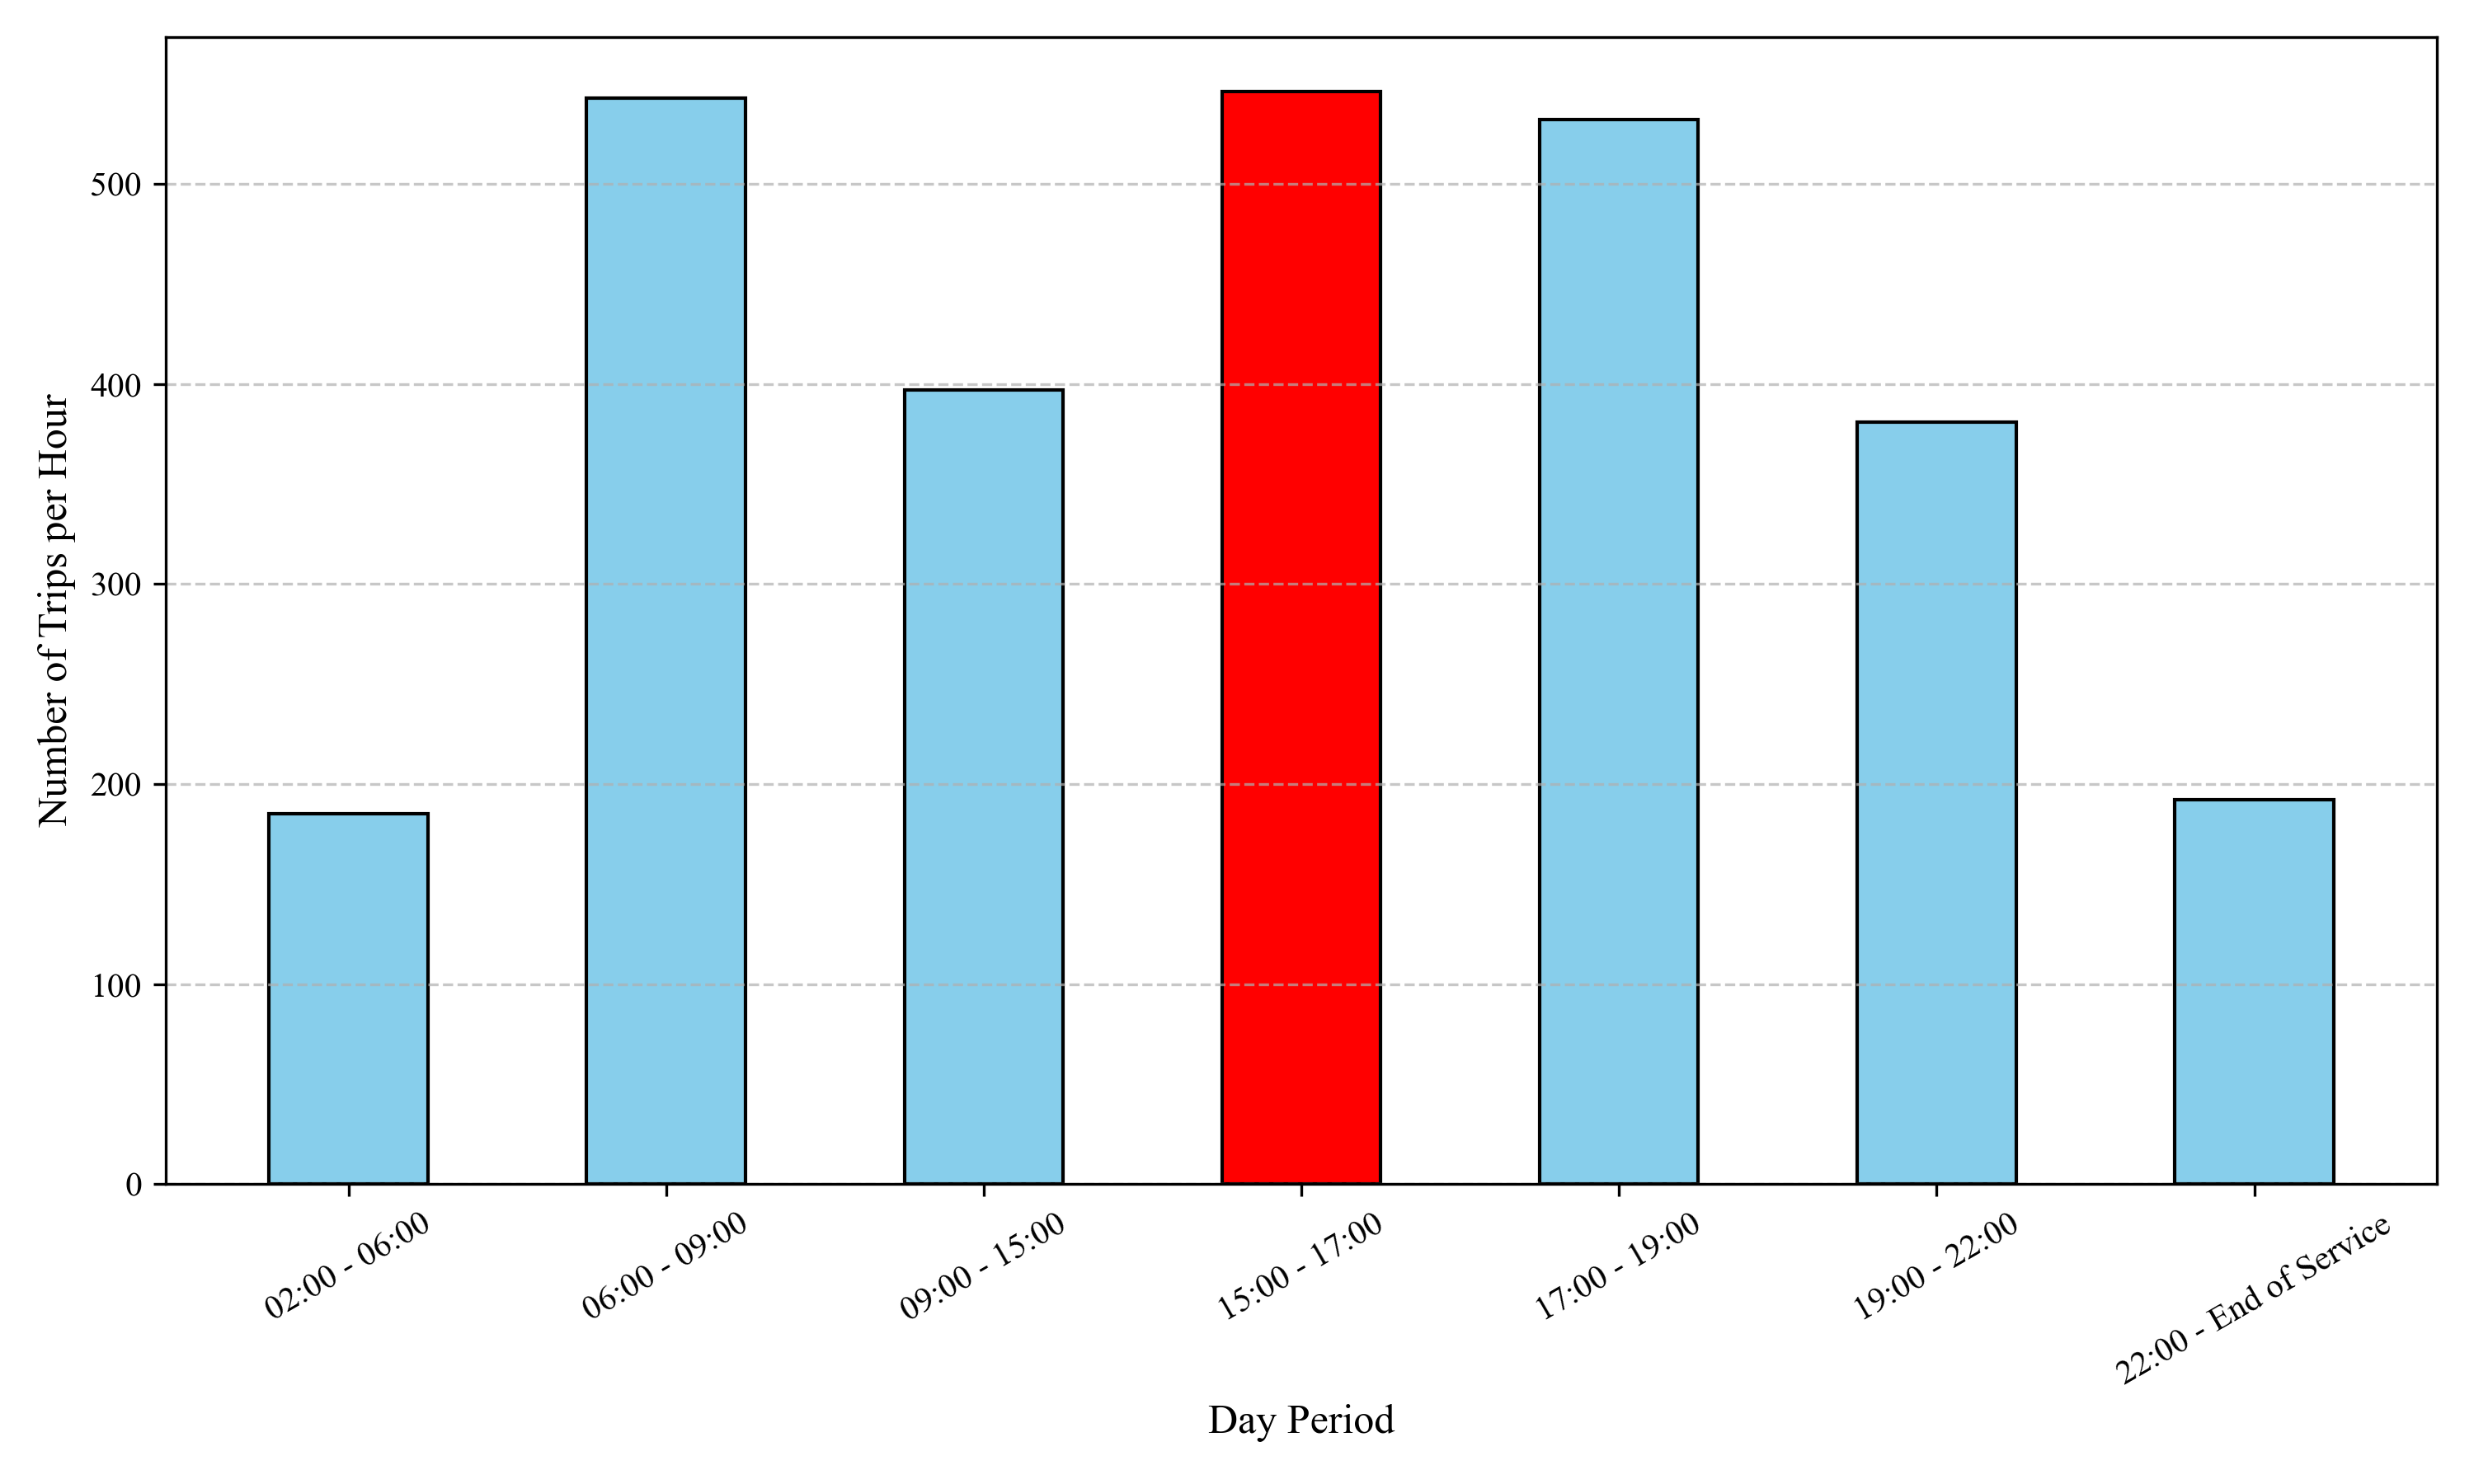 Number of Trips per Hour
500
400
300
200
100
0
02:00 - 06:00
06:00 - 09:00
09:00 - 15:00
15:00 - 17:00
17:00 - 19:00
19:00 - 22:00
22:00 - End of Service
Day Period